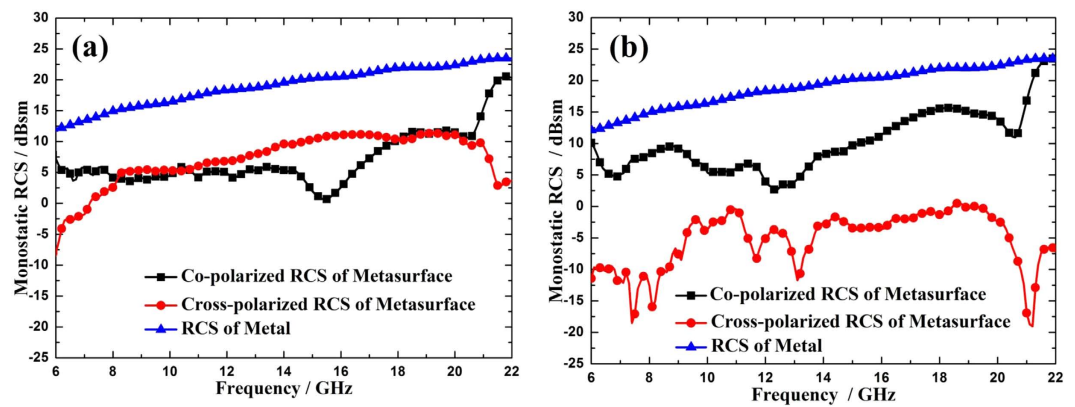 (a)
Monostatic RCS / dBsm
30
25
20
15
10
5
0
-5
-10
-15
-20
-25
Co-polarized RCS of Metasurface
Cross-polarized RCS of Metasurface
RCS of Metal
6 8 10 12 14 16 18 20 22
Frequency / GHz
(b)
Monostatic RCS / dBsm
30
25
20
15
10
5
0
-5
-10
-15
-20
-25
Co-polarized RCS of Metasurface
Cross-polarized RCS of Metasurface
RCS of Metal
6 8 10 12 14 16 18 20 22
Frequency / GHz